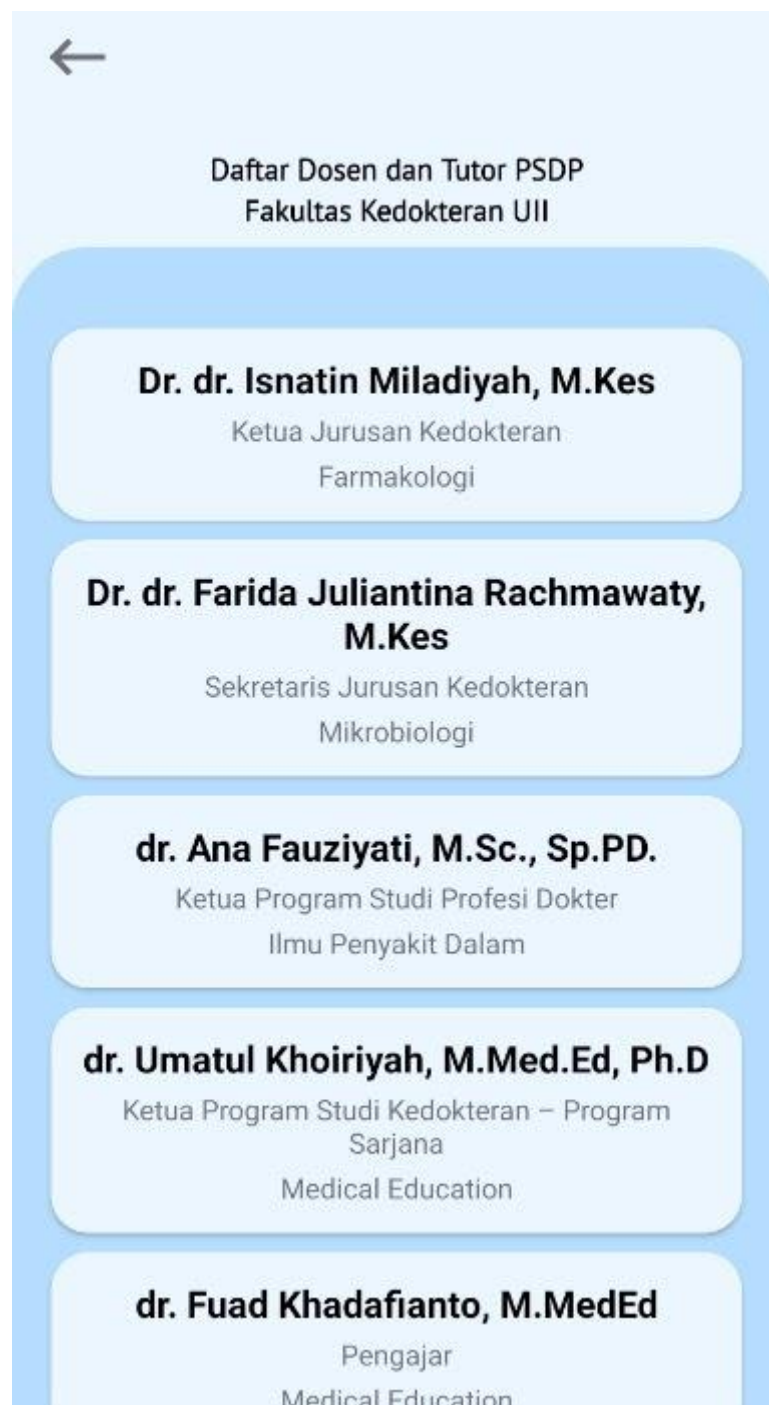 Daftar Dosen dan Tutor PSDP
Fakultas Kedokteran UII
Dr. dr. Isnatin Miladiyah, M.Kes
Ketua Jurusan Kedokteran
Farmakologi
Dr. dr. Farida Juliantina Rachmawaty,
M.Kes
Sekretaris Jurusan Kedokteran
Mikrobiologi
dr. Ana Fauziyati, M.Sc., Sp.PD.
Ketua Program Studi Profesi Dokter
Ilmu Penyakit Dalam
dr. Umatul Khoiriyah, M.Med.Ed, Ph.D
Ketua Program Studi Kedokteran – Program
Sarjana
Medical Education
dr. Fuad Khadafianto, M.MedEd
Pengajar
Medical Education